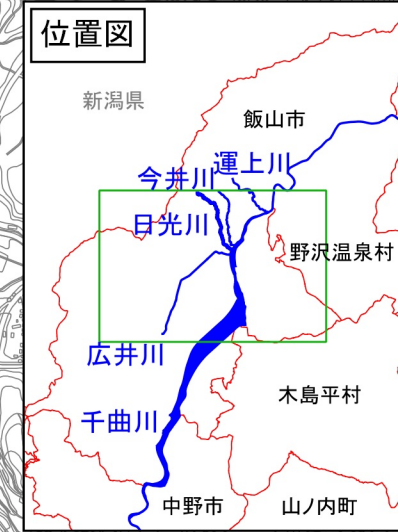 位置図
新潟県
飯山市
運上川
今井川
日光川
野沢温泉村
広井川
木島平村
千曲川
中野市
山ノ内町